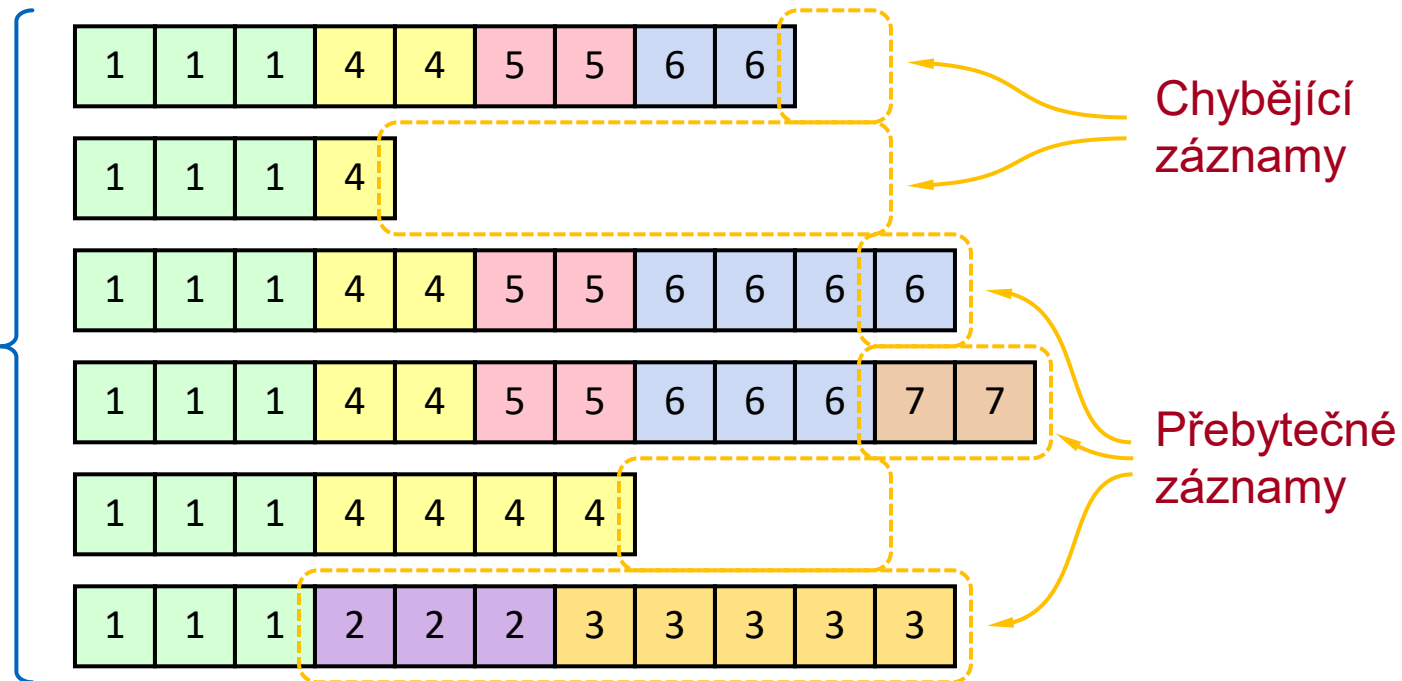 1 1 1 4 4 5 5 6 6
Chybějící
záznamy
1 1 1 4
1 1 1 4 4 5 5 6 6 6 6
1 1 1 4 4 5 5 6 6 6 7 7
Přebytečné
záznamy
1 1 1 4 4 4 4
1 1 1 2 2 2 3 3 3 3 3